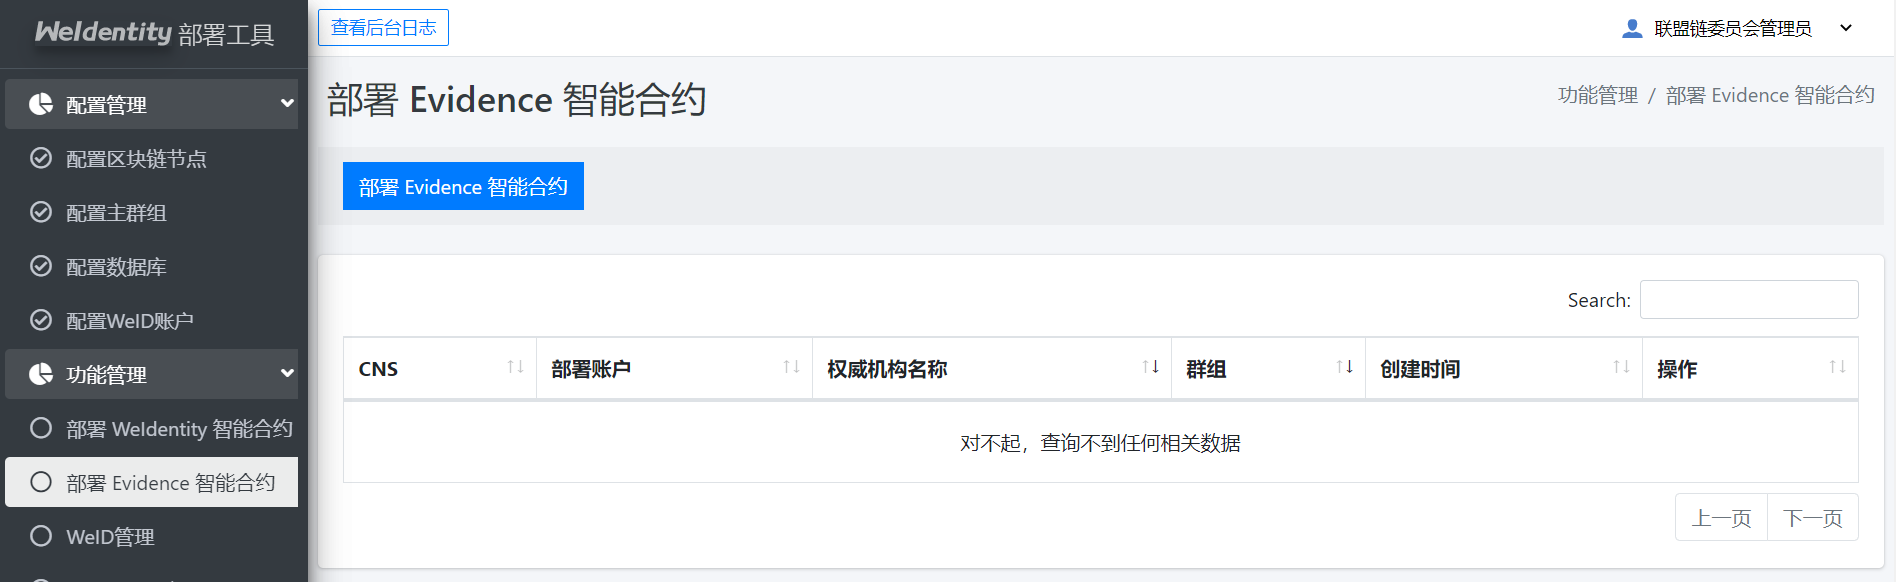 WeIdentity 部署工具
配置管理
配置区块链节点
配置主群组
配置数据库
配置WeID账户
功能管理
部署 WeIdentity 智能合约
部署 Evidence 智能合约
WeID管理
查看后台日志
联盟链委员会管理员
部署 Evidence 智能合约
功能管理 / 部署 Evidence 智能合约
部署 Evidence 智能合约
Search:
CNS 部署账户 权威机构名称 群组 创建时间 操作
对不起，查询不到任何相关数据
上一页 下一页